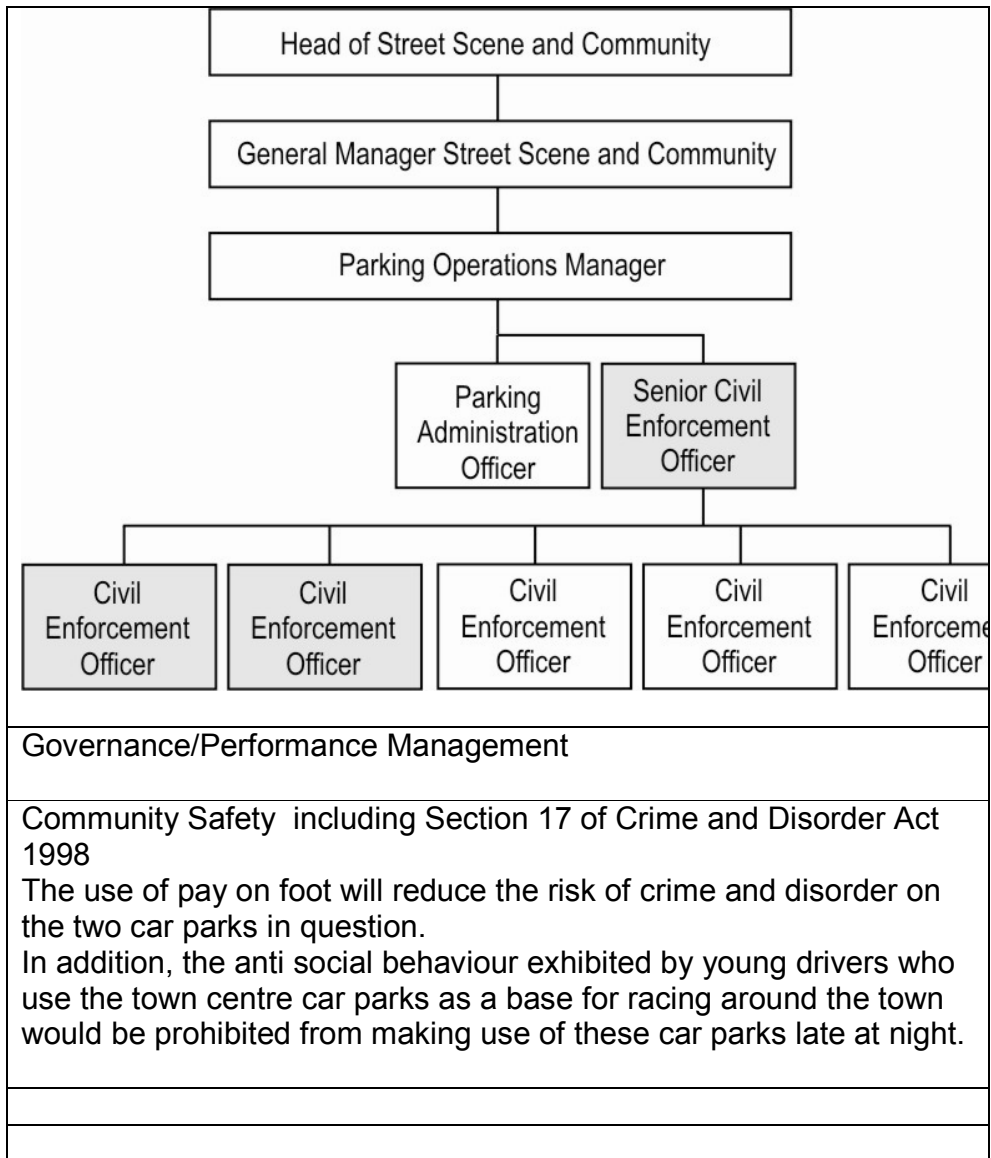 Head of Street Scene and Community
General Manager Street Scene and Community
Parking Operations Manager
Parking
Administration
Officer
Senior Civil
Enforcement
Officer
Civil
Enforcement
Officer
Civil
Enforcement
Officer
Civil
Enforcement
Officer
Civil
Enforcement
Officer
Civil
Enforceme
Officer
Governance/Performance Management
Community Safety  including Section 17 of Crime and Disorder Act
1998
The use of pay on foot will reduce the risk of crime and disorder on
the two car parks in question.
In addition, the anti social behaviour exhibited by young drivers who
use the town centre car parks as a base for racing around the town
would be prohibited from making use of these car parks late at night.